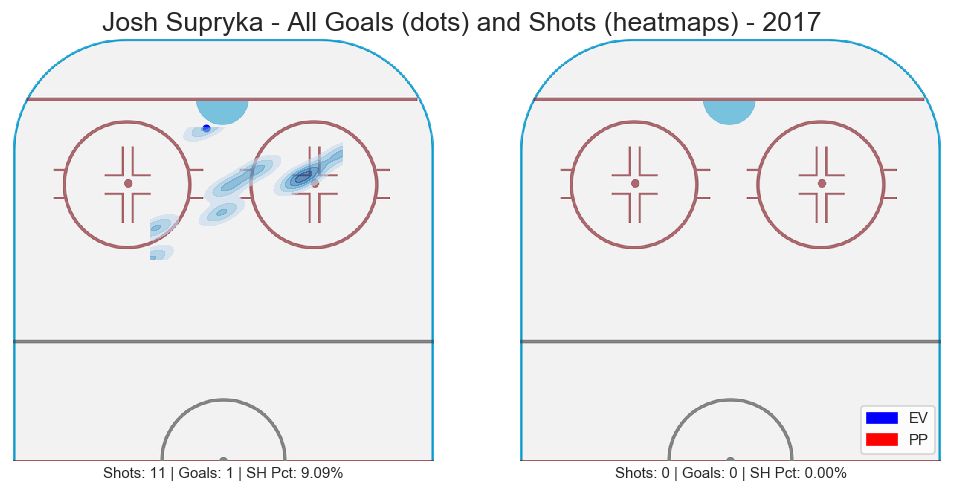 Josh Supryka - All Goals (dots) and Shots (heatmaps) - 2017
EV
PP
Shots: 11 | Goals: 1 | SH Pct: 9.09%
Shots: 0 | Goals: 0 | SH Pct: 0.00%